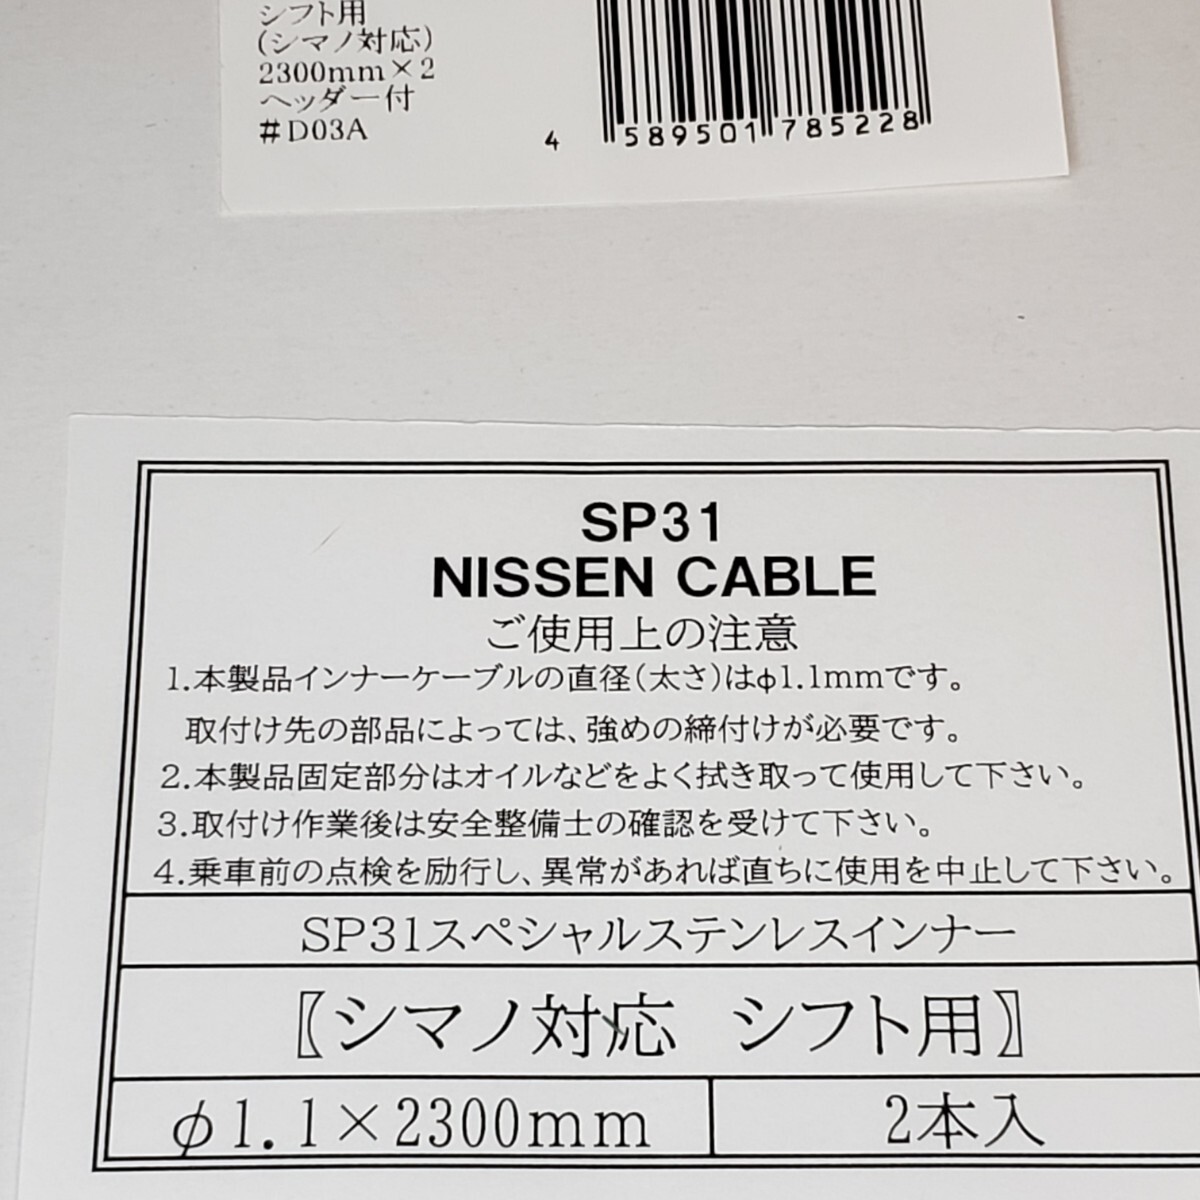 シフト用
(シマノ対応)
2300mm×2
ヘッダー付
#D03A
4 589501 785228
SP31
NISSEN CABLE
ご使用上の注意
1.本製品インナーケーブルの直径(太さ)はφ1.1mmです。
取付け先の部品によっては、強めの締付けが必要です。
2.本製品固定部分はオイルなどをよく拭き取って使用して下さい。
3.取付け作業後は安全整備士の確認を受けて下さい。
4.乗車前の点検を励行し、異常があれば直ちに使用を中止して下さい。
SP31スペシャルステンレスインナー
〖シマノ対応 シフト用〗
φ1.1×2300mm
2本入